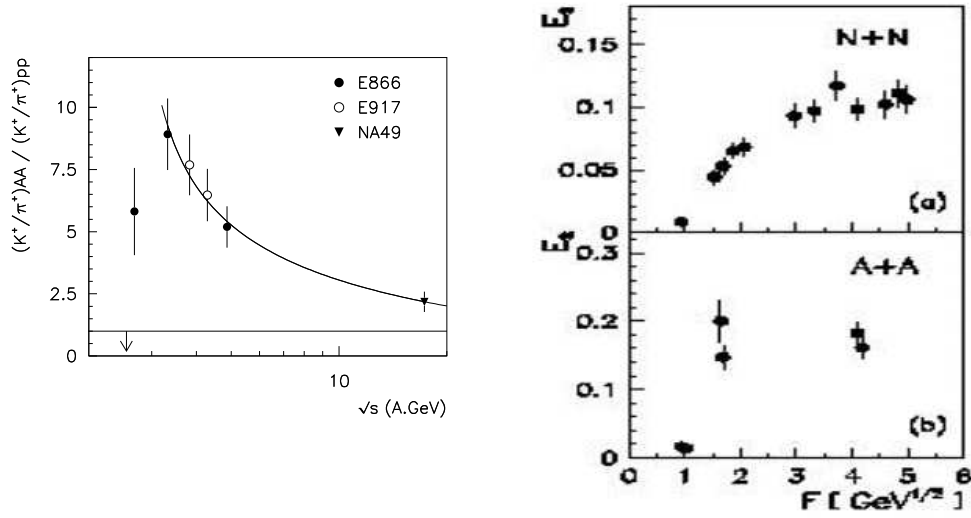 (K⁺/π⁺)AA / (K⁺/π⁺)pp
10
7.5
5
2.5
0
● E866
○ E917
▼ NA49
10
√s (A.GeV)
E_s
0.15
0.1
0.05
0
N+N
(a)
E_s
0.3
0.2
0.1
0
A+A
(b)
0 1 2 3 4 5 6
F [ GeV^1/2 ]